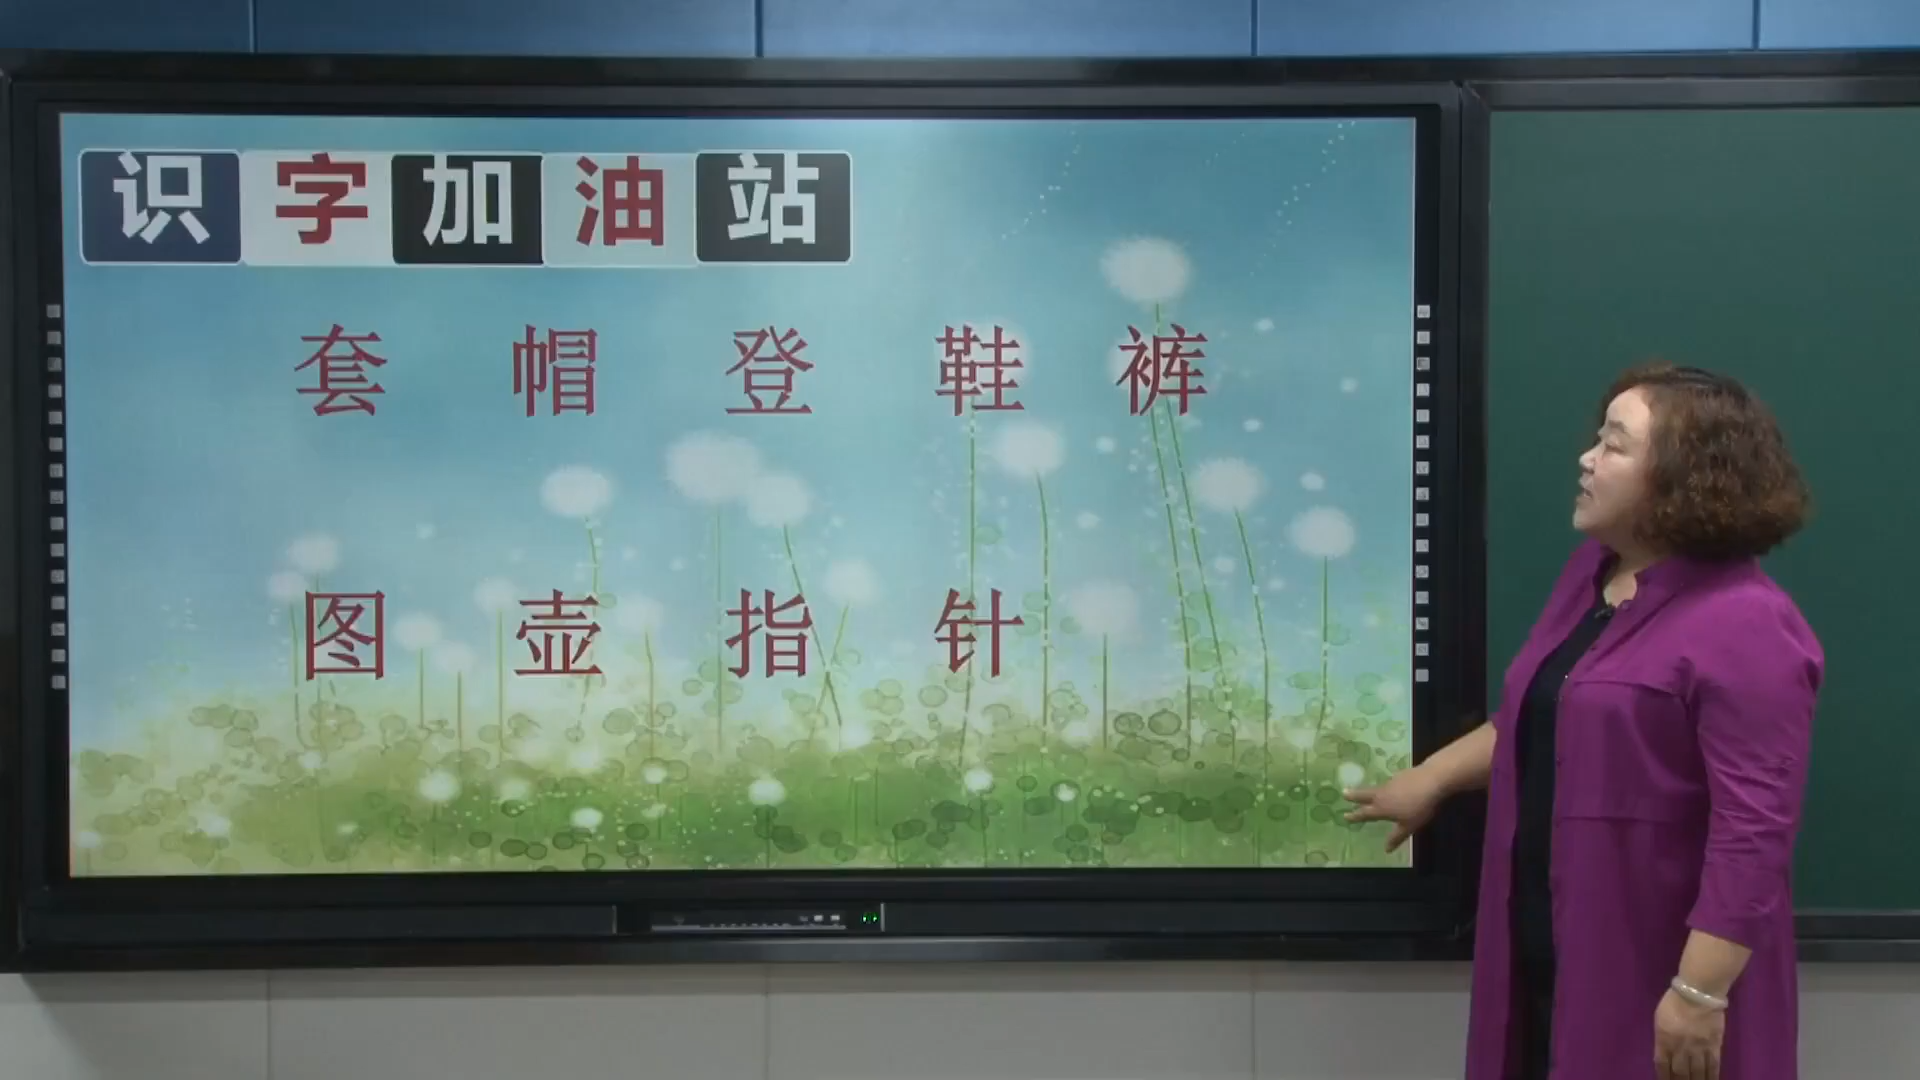 识字加油站
套 帽 登 鞋 裤
图 壶 指 针